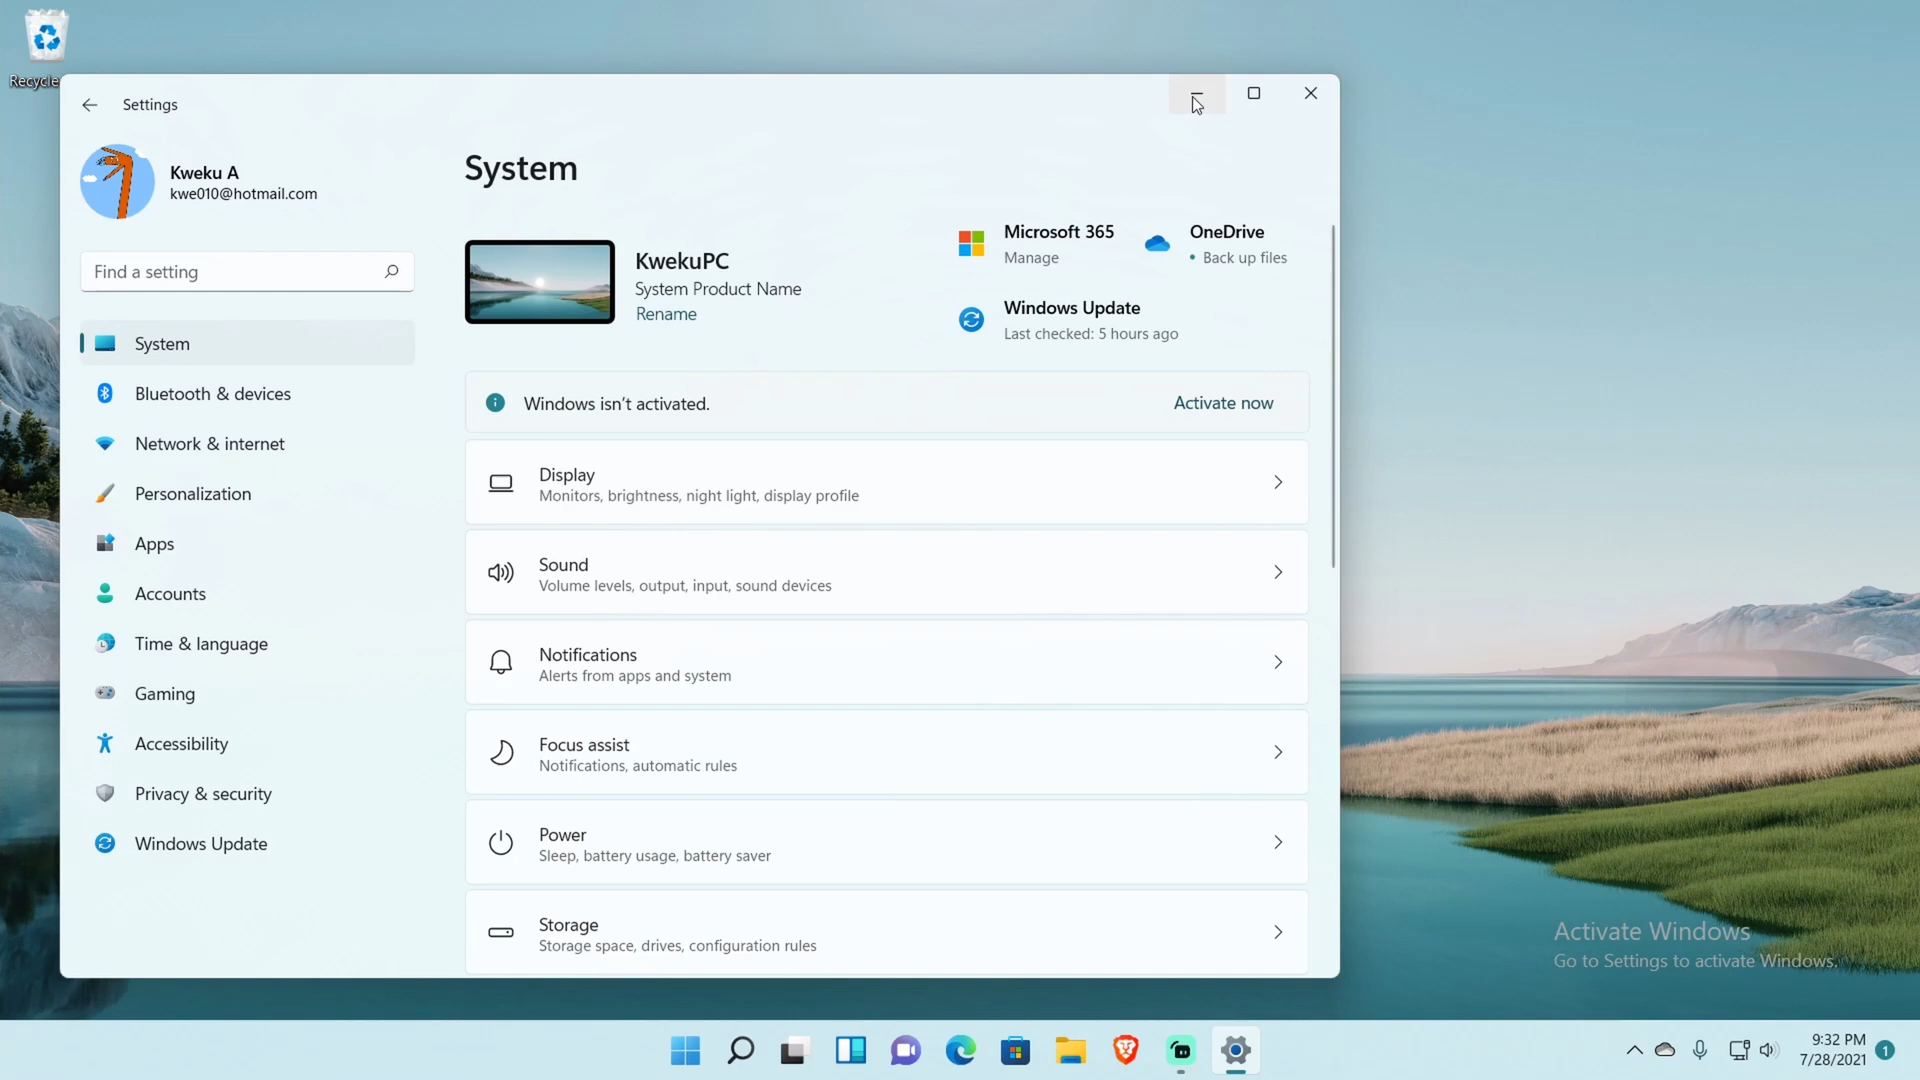 Recycle
Settings
Kweku A
kwe010@hotmail.com
Find a setting
System
Bluetooth & devices
Network & internet
Personalization
Apps
Accounts
Time & language
Gaming
Accessibility
Privacy & security
Windows Update
System
KwekuPC
System Product Name
Rename
Microsoft 365
Manage
OneDrive
• Back up files
Windows Update
Last checked: 5 hours ago
Windows isn't activated.
Activate now
Display
Monitors, brightness, night light, display profile
Sound
Volume levels, output, input, sound devices
Notifications
Alerts from apps and system
Focus assist
Notifications, automatic rules
Power
Sleep, battery usage, battery saver
Storage
Storage space, drives, configuration rules
Activate Windows
Go to Settings to activate Windows.
9:32 PM
7/28/2021
1